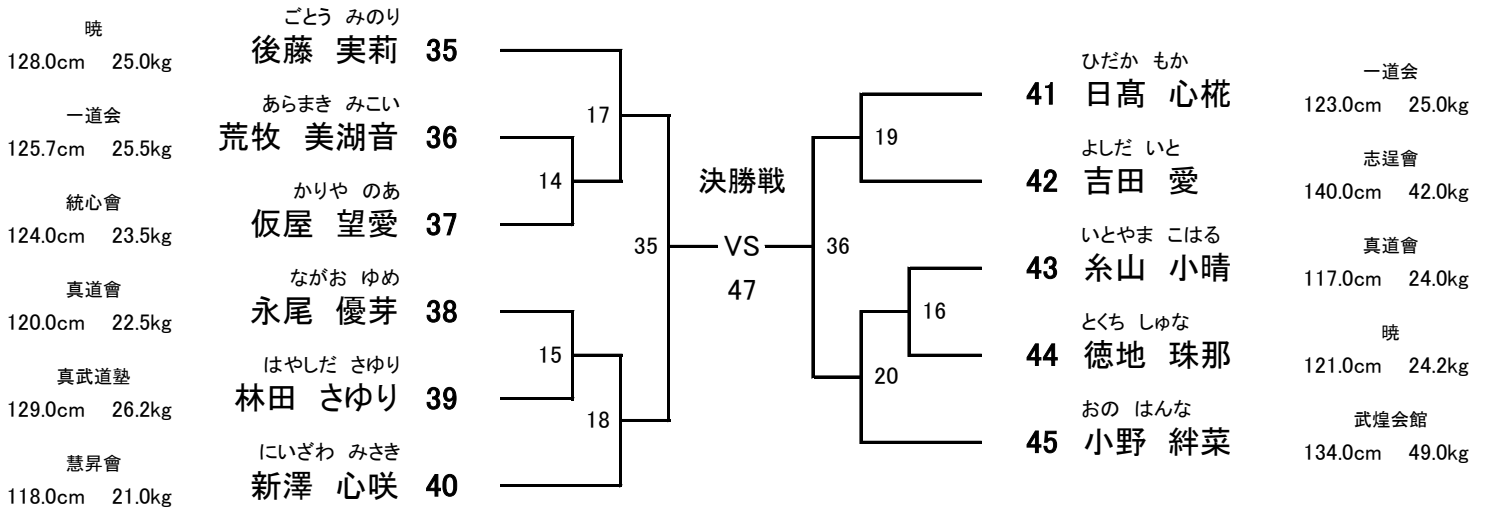 ごとう みのり
暁
後藤 実莉 35
128.0cm 25.0kg
あらまき みこい
一道会
荒牧 美湖音 36
125.7cm 25.5kg
かりや のあ
統心會
仮屋 望愛 37
124.0cm 23.5kg
ながお ゆめ
真道會
永尾 優芽 38
120.0cm 22.5kg
はやしだ さゆり
真武道塾
林田 さゆり 39
129.0cm 26.2kg
にいざわ みさき
慧昇會
新澤 心咲 40
118.0cm 21.0kg
17
14
35
15
18
決勝戦
VS
47
19
36
16
20
ひだか もか
一道会
41 日髙 心椛
123.0cm 25.0kg
よしだ いと
志逞會
42 吉田 愛
140.0cm 42.0kg
いとやま こはる
真道會
43 糸山 小晴
117.0cm 24.0kg
とくち しゅな
暁
44 徳地 珠那
121.0cm 24.2kg
おの はんな
武煌会館
45 小野 絆菜
134.0cm 49.0kg